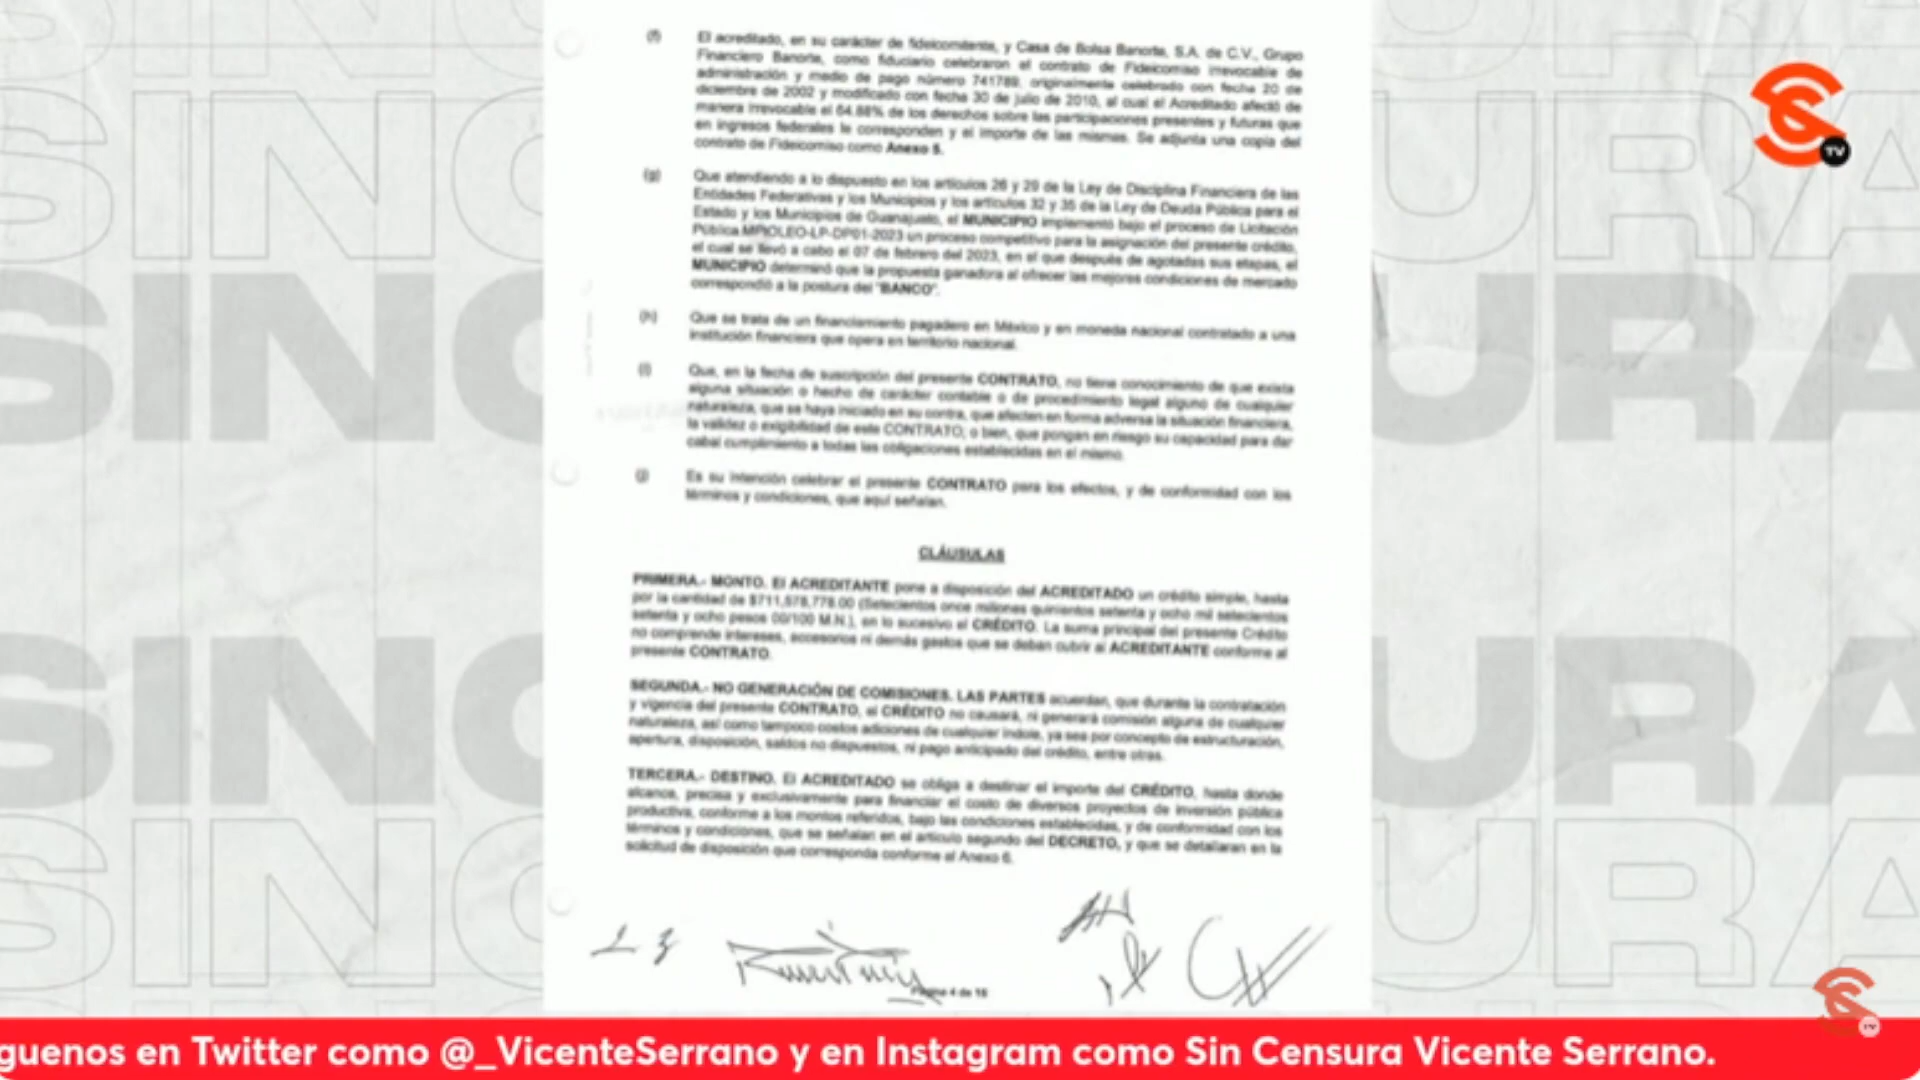 (f) El acreditado, en su carácter de fideicomitente, y Casa de Bolsa Banorte, S.A. de C.V., Grupo
Financiero Banorte, como fiduciario celebraron el contrato de Fideicomiso irrevocable de
administración y medio de pago número 741789, originalmente celebrado con fecha 20 de
diciembre de 2002 y modificado con fecha 30 de julio de 2010, al cual el Acreditado afectó de
manera irrevocable el 64.88% de los derechos sobre las participaciones presentes y futuras que
en ingresos federales le corresponden y el importe de las mismas. Se adjunta una copia del
contrato de Fideicomiso como Anexo 5.
(g) Que atendiendo a lo dispuesto en los artículos 26 y 29 de la Ley de Disciplina Financiera de las
Entidades Federativas y los Municipios y los artículos 32 y 35 de la Ley de Deuda Pública para el
Estado y los Municipios de Guanajuato, el MUNICIPIO implementó bajo el proceso de Licitación
Pública MPIOLEO-LP-DP01-2023 un proceso competitivo para la asignación del presente crédito,
el cual se llevó a cabo el 07 de febrero del 2023, en el que después de agotadas sus etapas, el
MUNICIPIO determinó que la propuesta ganadora al ofrecer las mejores condiciones de mercado
correspondió a la postura del "BANCO".
(h) Que se trata de un financiamiento pagadero en México y en moneda nacional contratado a una
institución financiera que opera en territorio nacional.
(i) Que, en la fecha de suscripción del presente CONTRATO, no tiene conocimiento de que exista
alguna situación o hecho de carácter contable o de procedimiento legal alguno de cualquier
naturaleza, que se haya iniciado en su contra, que afecten en forma adversa la situación financiera,
la validez o exigibilidad de este CONTRATO; o bien, que pongan en riesgo su capacidad para dar
cabal cumplimiento a todas las obligaciones establecidas en el mismo.
(j) Es su intención celebrar el presente CONTRATO para los efectos, y de conformidad con los
términos y condiciones, que aquí señalan.
CLÁUSULAS
PRIMERA.- MONTO. El ACREDITANTE pone a disposición del ACREDITADO un crédito simple, hasta
por la cantidad de $711,578,778.00 (Setecientos once millones quinientos setenta y ocho mil setecientos
setenta y ocho pesos 00/100 M.N.), en lo sucesivo el CRÉDITO. La suma principal del presente Crédito
no comprende intereses, accesorios ni demás gastos que se deban cubrir al ACREDITANTE conforme al
presente CONTRATO.
SEGUNDA.- NO GENERACIÓN DE COMISIONES. LAS PARTES acuerdan, que durante la contratación
y vigencia del presente CONTRATO, el CRÉDITO no causará, ni generará comisión alguna de cualquier
naturaleza, así como tampoco costos adiciones de cualquier índole, ya sea por concepto de estructuración,
apertura, disposición, saldos no dispuestos, ni pago anticipado del crédito, entre otras.
TERCERA.- DESTINO. El ACREDITADO se obliga a destinar el importe del CRÉDITO, hasta donde
alcance, precisa y exclusivamente para financiar el costo de diversos proyectos de inversión pública
productiva, conforme a los montos referidos, bajo las condiciones establecidas, y de conformidad con los
términos y condiciones, que se señalan en el artículo segundo del DECRETO, y que se detallaran en la
solicitud de disposición que corresponda conforme al Anexo 6.
Página 4 de 18
TV
TV
SINC
URA
SINC
URA
SINC
URA
SINC
URA
guenos en Twitter como @_VicenteSerrano y en Instagram como Sin Censura Vicente Serrano.